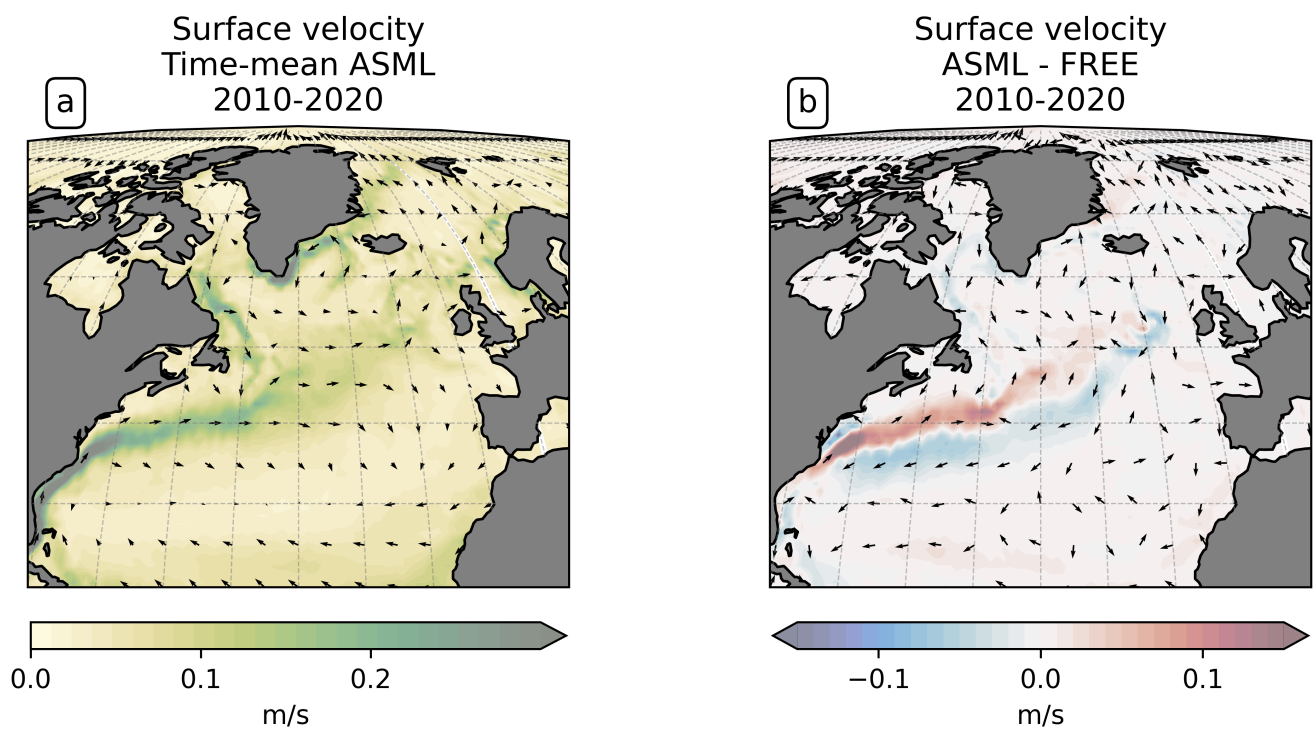 Surface velocity
Time-mean ASML
2010-2020
a
0.0 0.1 0.2
m/s
Surface velocity
ASML - FREE
2010-2020
b
−0.1 0.0 0.1
m/s